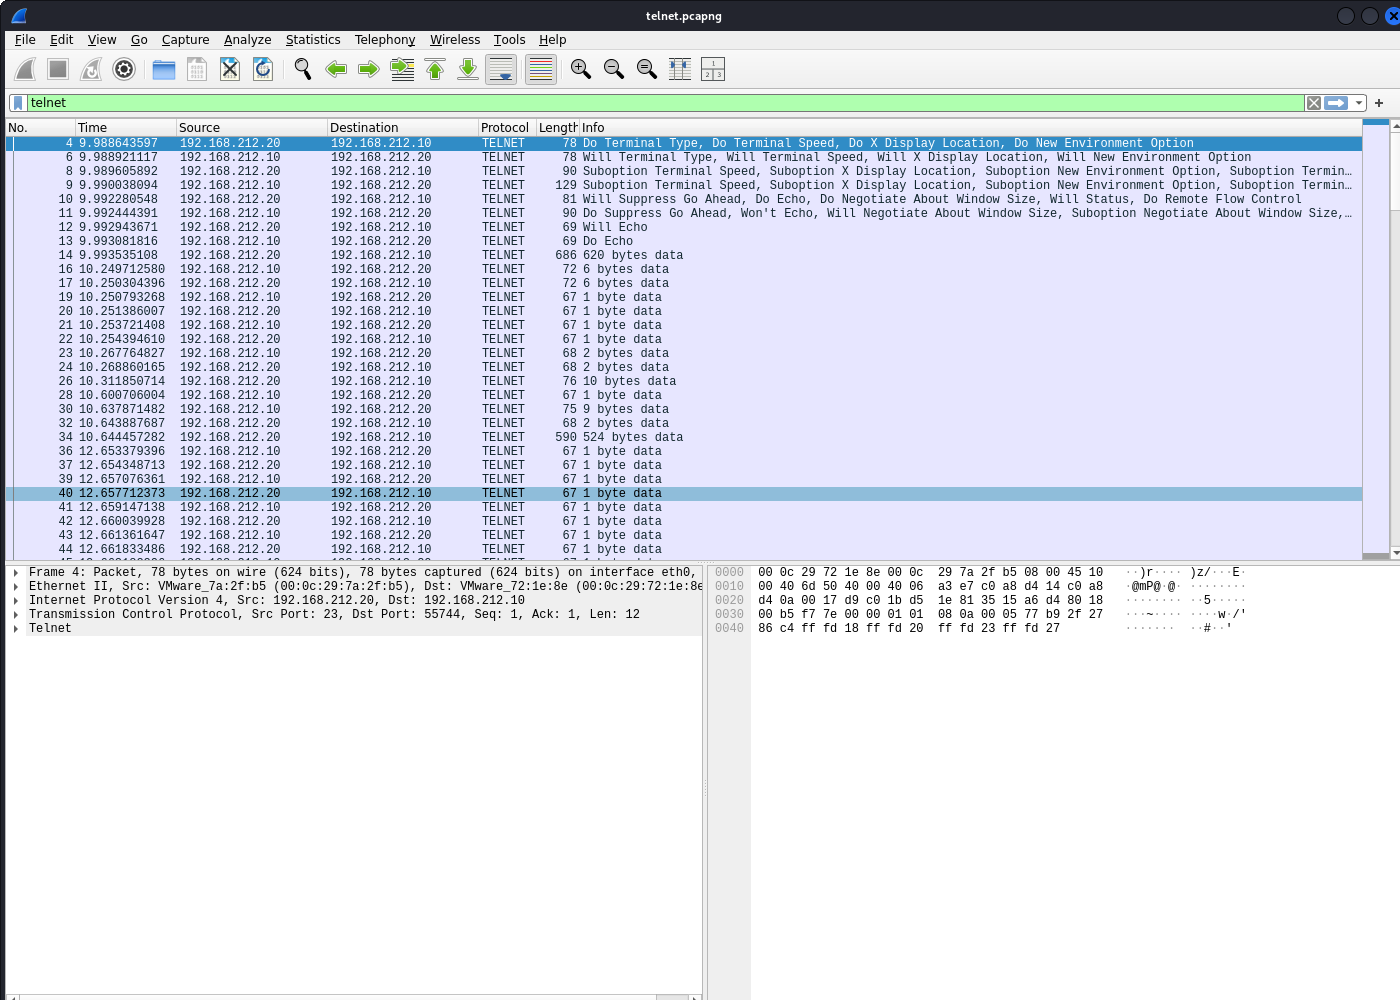 telnet.pcapng
File Edit View Go Capture Analyze Statistics Telephony Wireless Tools Help
telnet
No. Time Source Destination Protocol Length Info
4 9.988643597 192.168.212.20 192.168.212.10 TELNET 78 Do Terminal Type, Do Terminal Speed, Do X Display Location, Do New Environment Option
6 9.988921117 192.168.212.10 192.168.212.20 TELNET 78 Will Terminal Type, Will Terminal Speed, Will X Display Location, Will New Environment Option
8 9.989605892 192.168.212.20 192.168.212.10 TELNET 90 Suboption Terminal Speed, Suboption X Display Location, Suboption New Environment Option, Suboption Termin…
9 9.990038094 192.168.212.10 192.168.212.20 TELNET 129 Suboption Terminal Speed, Suboption X Display Location, Suboption New Environment Option, Suboption Termin…
10 9.992280548 192.168.212.20 192.168.212.10 TELNET 81 Will Suppress Go Ahead, Do Echo, Do Negotiate About Window Size, Will Status, Do Remote Flow Control
11 9.992444391 192.168.212.10 192.168.212.20 TELNET 90 Do Suppress Go Ahead, Won't Echo, Will Negotiate About Window Size, Suboption Negotiate About Window Size,…
12 9.992943671 192.168.212.20 192.168.212.10 TELNET 69 Will Echo
13 9.993081816 192.168.212.10 192.168.212.20 TELNET 69 Do Echo
14 9.993535108 192.168.212.20 192.168.212.10 TELNET 686 620 bytes data
16 10.249712580 192.168.212.10 192.168.212.20 TELNET 72 6 bytes data
17 10.250304396 192.168.212.20 192.168.212.10 TELNET 72 6 bytes data
19 10.250793268 192.168.212.10 192.168.212.20 TELNET 67 1 byte data
20 10.251386007 192.168.212.20 192.168.212.10 TELNET 67 1 byte data
21 10.253721408 192.168.212.10 192.168.212.20 TELNET 67 1 byte data
22 10.254394610 192.168.212.10 192.168.212.20 TELNET 67 1 byte data
23 10.267764827 192.168.212.10 192.168.212.20 TELNET 68 2 bytes data
24 10.268860165 192.168.212.20 192.168.212.10 TELNET 68 2 bytes data
26 10.311850714 192.168.212.20 192.168.212.10 TELNET 76 10 bytes data
28 10.600706004 192.168.212.10 192.168.212.20 TELNET 67 1 byte data
30 10.637871482 192.168.212.10 192.168.212.20 TELNET 75 9 bytes data
32 10.643887687 192.168.212.20 192.168.212.10 TELNET 68 2 bytes data
34 10.644457282 192.168.212.20 192.168.212.10 TELNET 590 524 bytes data
36 12.653379396 192.168.212.10 192.168.212.20 TELNET 67 1 byte data
37 12.654348713 192.168.212.20 192.168.212.10 TELNET 67 1 byte data
39 12.657076361 192.168.212.10 192.168.212.20 TELNET 67 1 byte data
40 12.657712373 192.168.212.20 192.168.212.10 TELNET 67 1 byte data
41 12.659147138 192.168.212.10 192.168.212.20 TELNET 67 1 byte data
42 12.660039928 192.168.212.20 192.168.212.10 TELNET 67 1 byte data
43 12.661361647 192.168.212.10 192.168.212.20 TELNET 67 1 byte data
44 12.661833486 192.168.212.20 192.168.212.10 TELNET 67 1 byte data
Frame 4: Packet, 78 bytes on wire (624 bits), 78 bytes captured (624 bits) on interface eth0,
Ethernet II, Src: VMware_7a:2f:b5 (00:0c:29:7a:2f:b5), Dst: VMware_72:1e:8e (00:0c:29:72:1e:8e
Internet Protocol Version 4, Src: 192.168.212.20, Dst: 192.168.212.10
Transmission Control Protocol, Src Port: 23, Dst Port: 55744, Seq: 1, Ack: 1, Len: 12
Telnet
0000 00 0c 29 72 1e 8e 00 0c 29 7a 2f b5 08 00 45 10 ··)r···· )z/···E·
0010 00 40 6d 50 40 00 40 06 a3 e7 c0 a8 d4 14 c0 a8 ·@mP@·@· ········
0020 d4 0a 00 17 d9 c0 1b d5 1e 81 35 15 a6 d4 80 18 ········ ··5·····
0030 00 b5 f7 7e 00 00 01 01 08 0a 00 05 77 b9 2f 27 ···~···· ····w·/'
0040 86 c4 ff fd 18 ff fd 20 ff fd 23 ff fd 27 ······· ··#··'